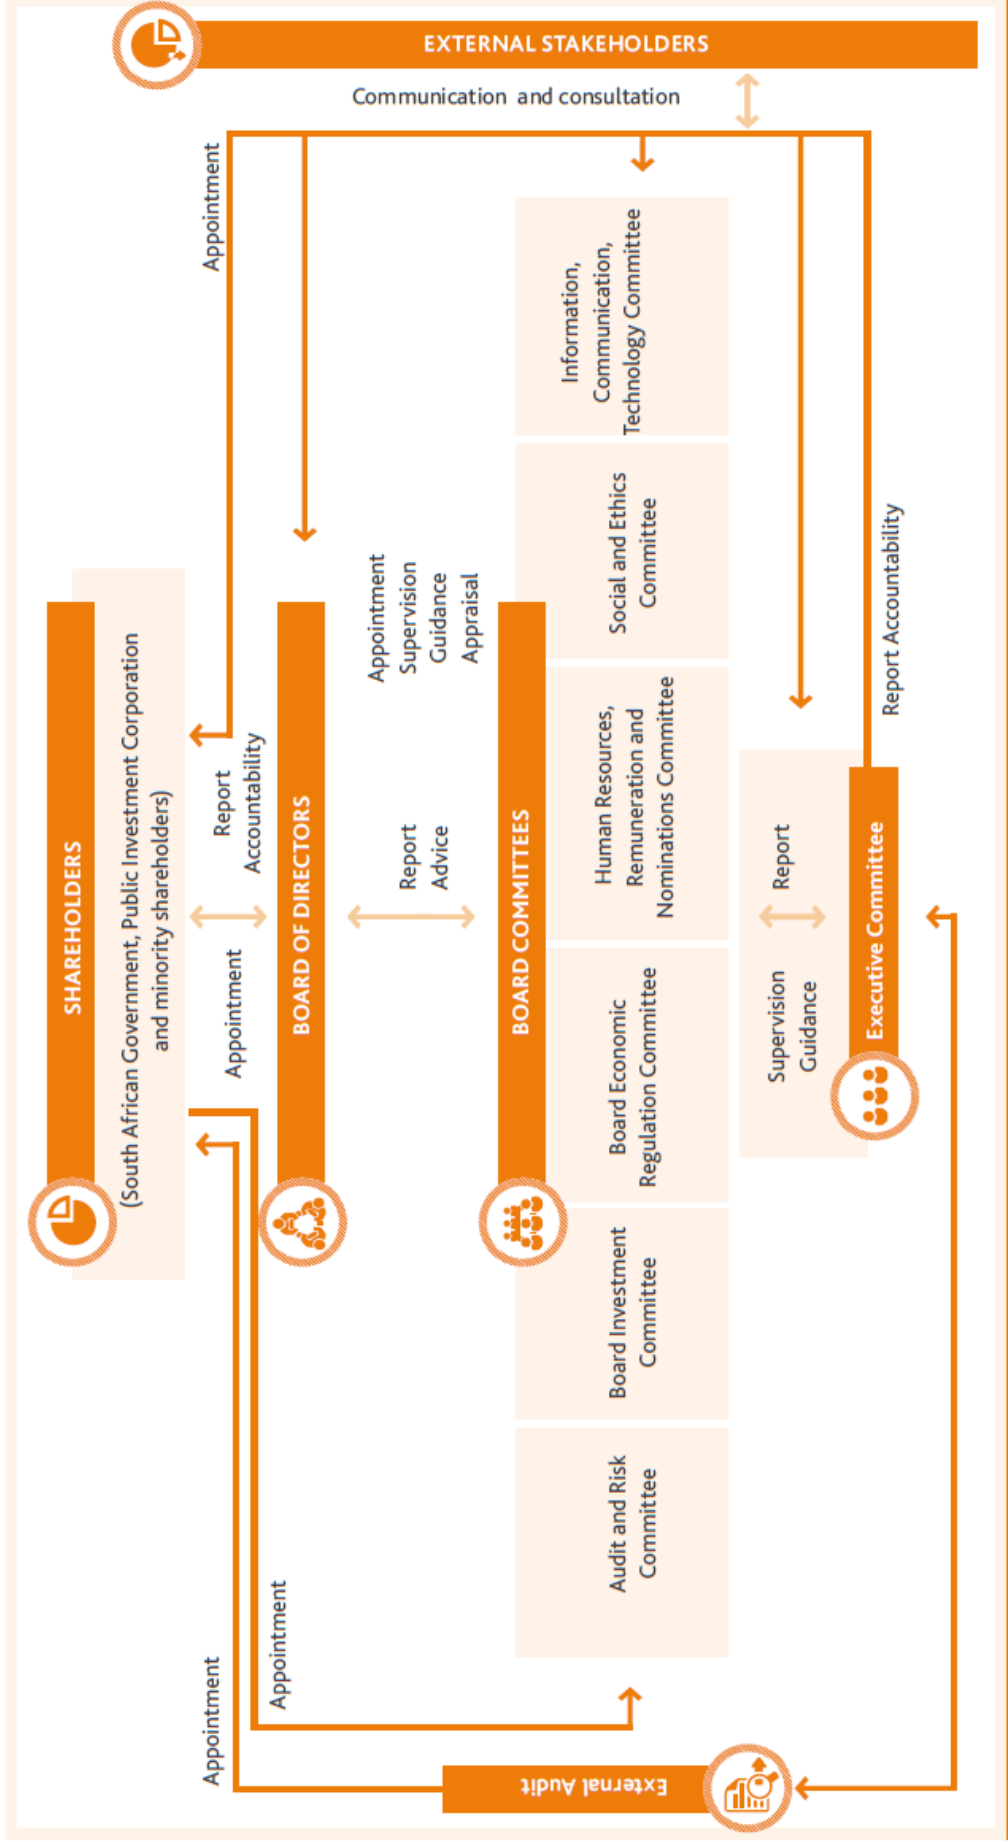 EXTERNAL STAKEHOLDERS
Communication and consultation
SHAREHOLDERS
(South African Government, Public Investment Corporation
and minority shareholders)
Appointment
Appointment
Appointment
Appointment
Report
Accountability
BOARD OF DIRECTORS
Report
Advice
Appointment
Supervision
Guidance
Appraisal
BOARD COMMITTEES
Audit and Risk
Committee
Board Investment
Committee
Board Economic
Regulation Committee
Human Resources,
Remuneration and
Nominations Committee
Social and Ethics
Committee
Information,
Communication,
Technology Committee
Supervision
Guidance
Report
Executive Committee
Report Accountability
External Audit